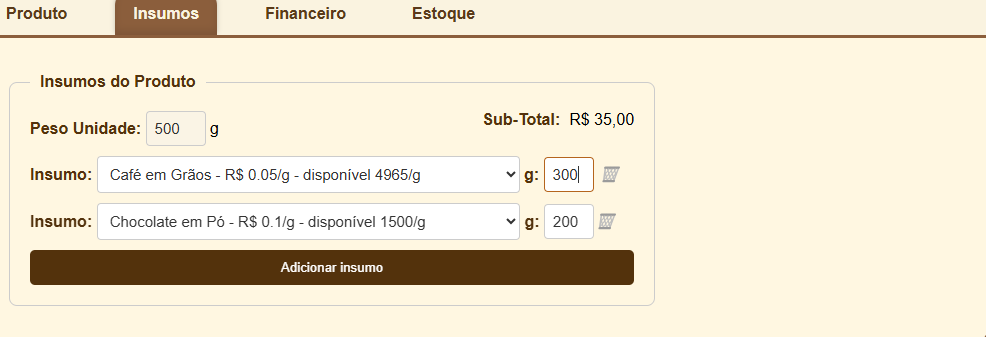 Produto Insumos Financeiro Estoque
Insumos do Produto
Peso Unidade: 500 g Sub-Total: R$ 35,00
Insumo: Café em Grãos - R$ 0.05/g - disponível 4965/g g: 300
Insumo: Chocolate em Pó - R$ 0.1/g - disponível 1500/g g: 200
Adicionar insumo